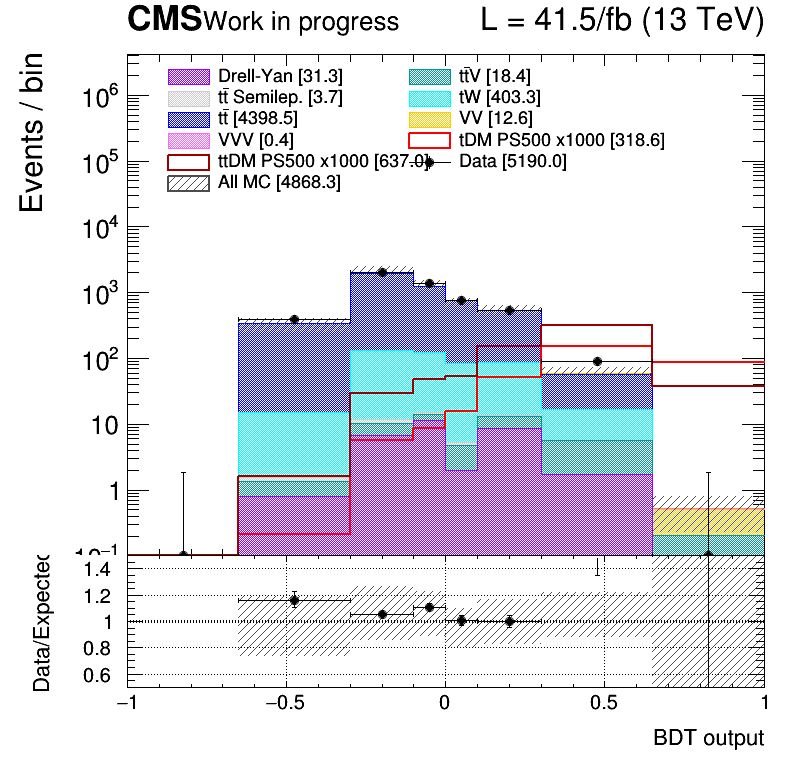 CMS Work in progress L = 41.5/fb (13 TeV)
Events / bin
Drell-Yan [31.3] tt̄V [18.4]
tt̄ Semilep. [3.7] tW [403.3]
tt̄ [4398.5] VV [12.6]
VVV [0.4] tDM PS500 x1000 [318.6]
ttDM PS500 x1000 [637.0] Data [5190.0]
All MC [4868.3]
10⁶
10⁵
10⁴
10³
10²
10
1
10⁻¹
Data/Expected
1.4
1.2
1
0.8
0.6
−1 −0.5 0 0.5 1
BDT output